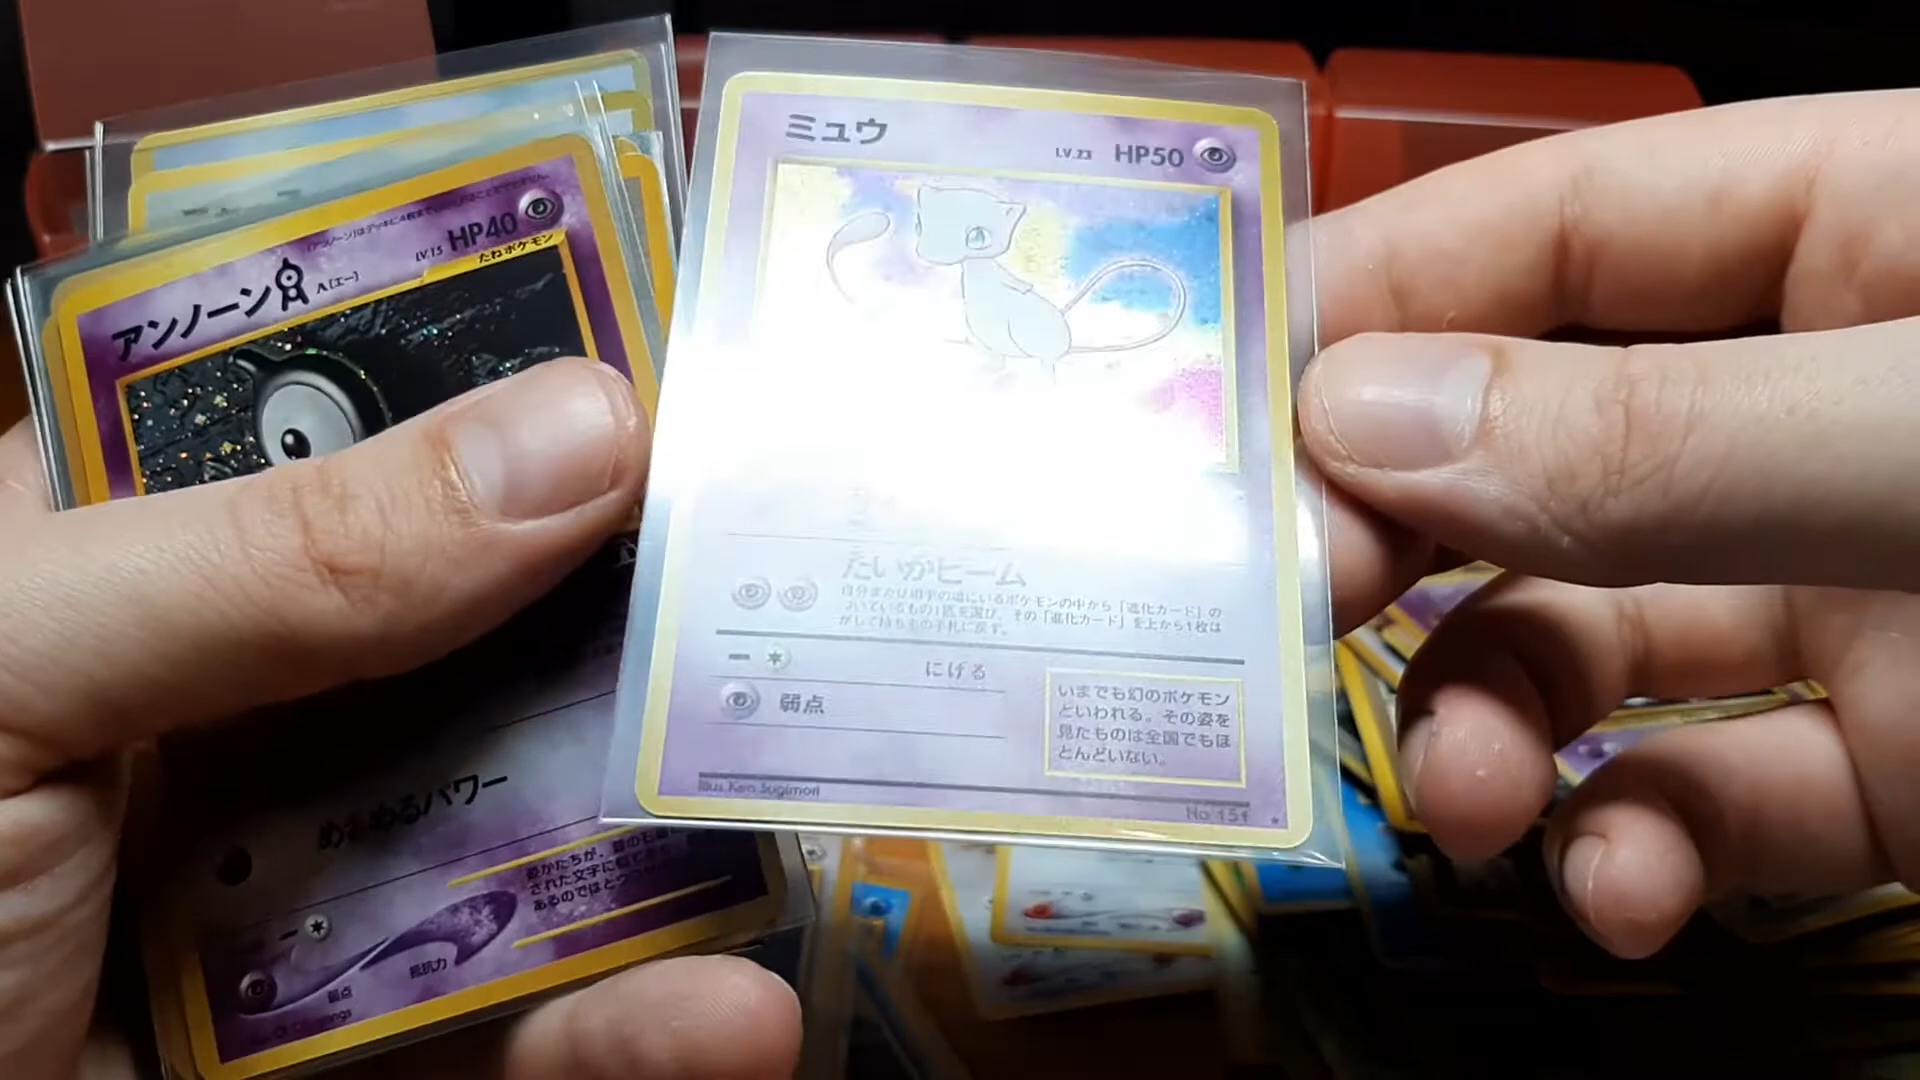 ミュウ
LV.23 HP50
たいかビーム
自分または相手の場にいるポケモンの中から「進化カード」の
ついているもの1匹を選び、その「進化カード」を上から1枚は
がして持ちもの手札に戻す。
にげる
弱点
いまでも幻のポケモン
といわれる。その姿を
見たものは全国でもほ
とんどいない。
Illus. Ken Sugimori
No.151
LV.15 HP40
たねポケモン
アンノーン A[エー]
めざめるパワー
弱点
抵抗力